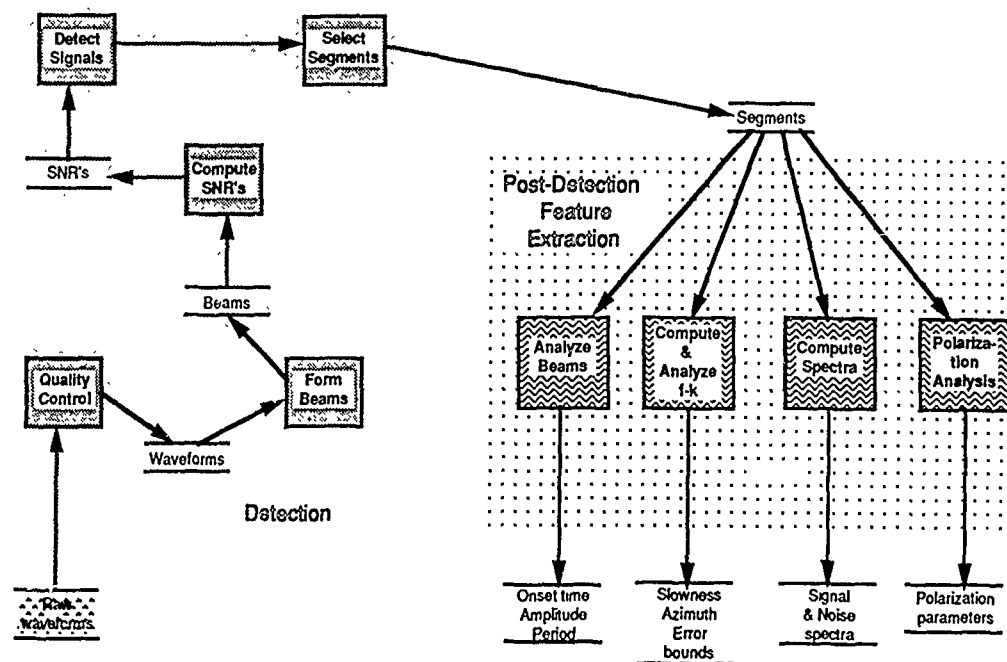 Detect
Signals
Select
Segments
Segments
SNR's
Compute
SNR's
Post-Detection
Feature
Extraction
Beams
Quality
Control
Form
Beams
Analyze
Beams
Compute
&
Analyze
f-k
Compute
Spectra
Polariza-
tion
Analysis
Waveforms
Detection
Raw
waveforms
Onset time
Amplitude
Period
Slowness
Azimuth
Error
bounds
Signal
& Noise
spectra
Polarization
parameters